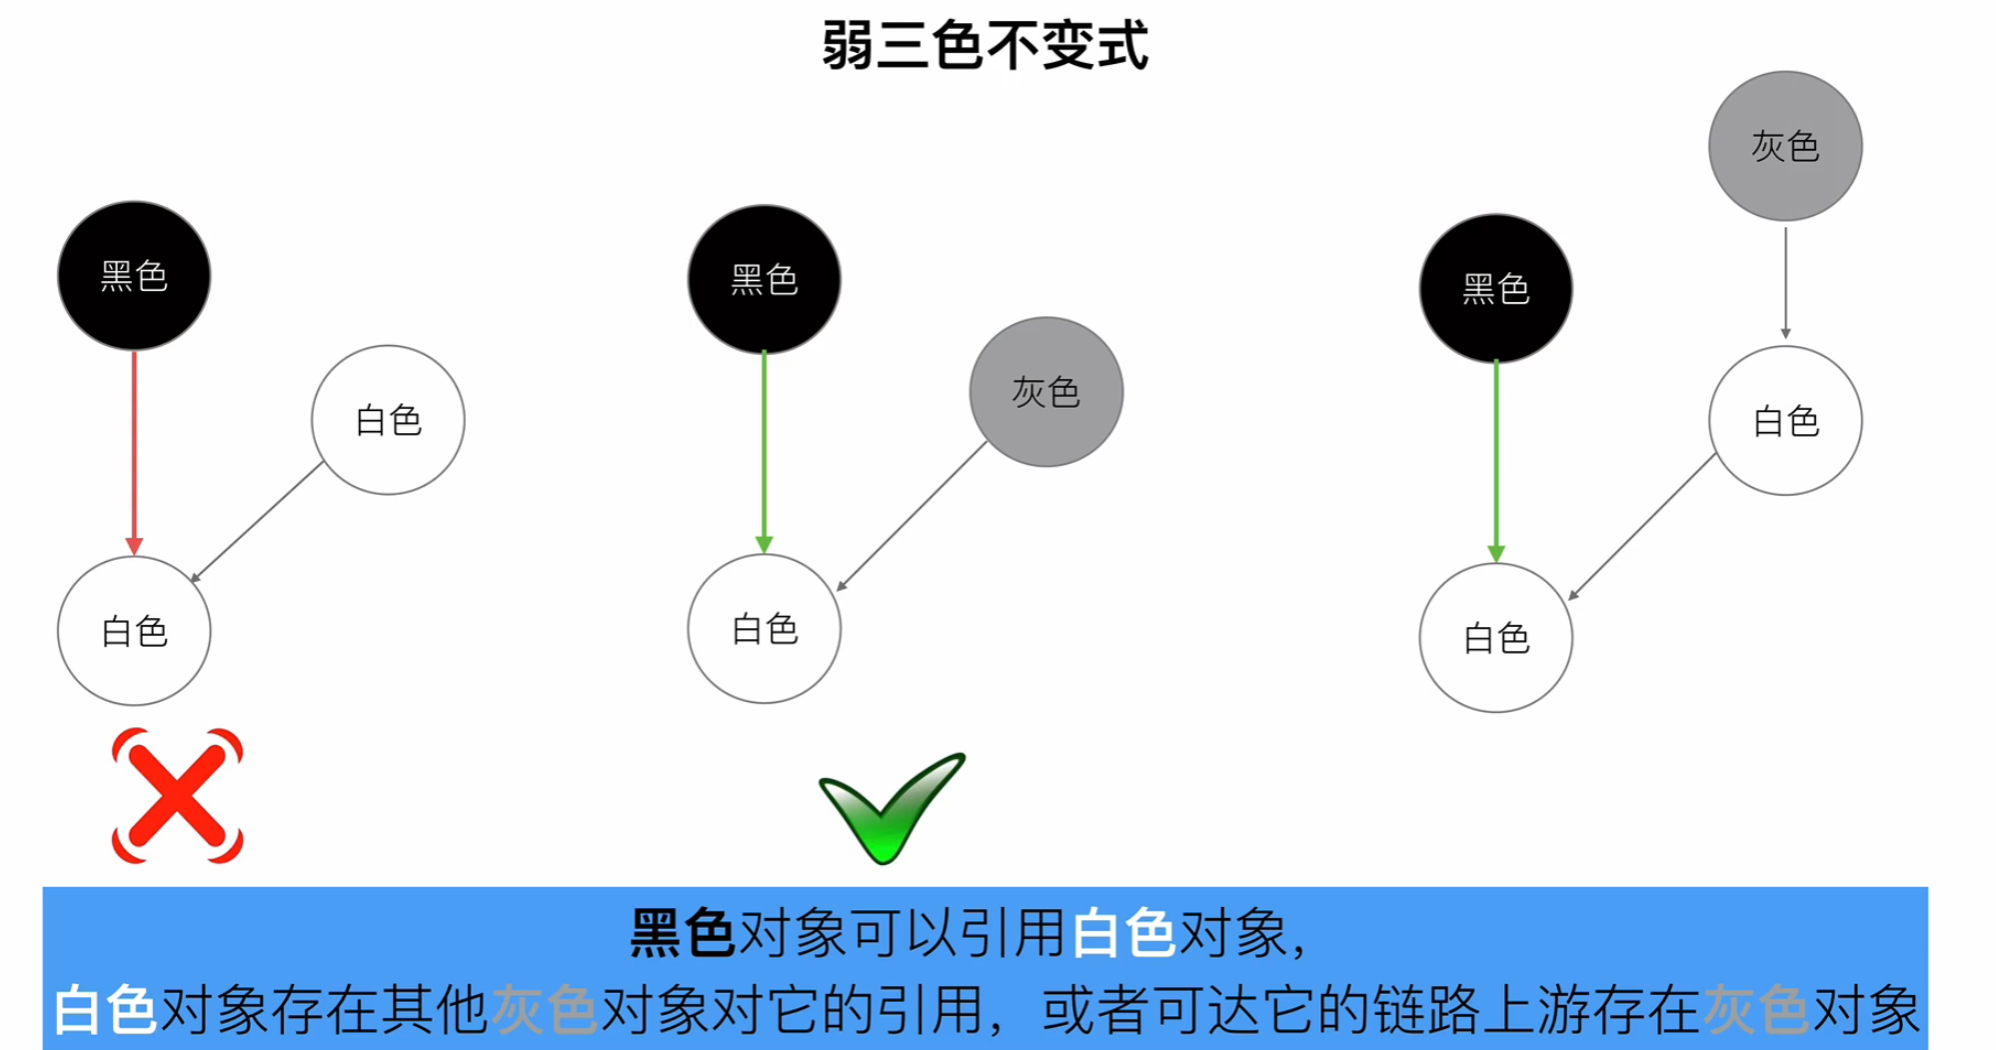 弱三色不变式
黑色
白色
白色
黑色
灰色
白色
灰色
黑色
白色
白色
黑色对象可以引用白色对象，
白色对象存在其他灰色对象对它的引用，或者可达它的链路上游存在灰色对象